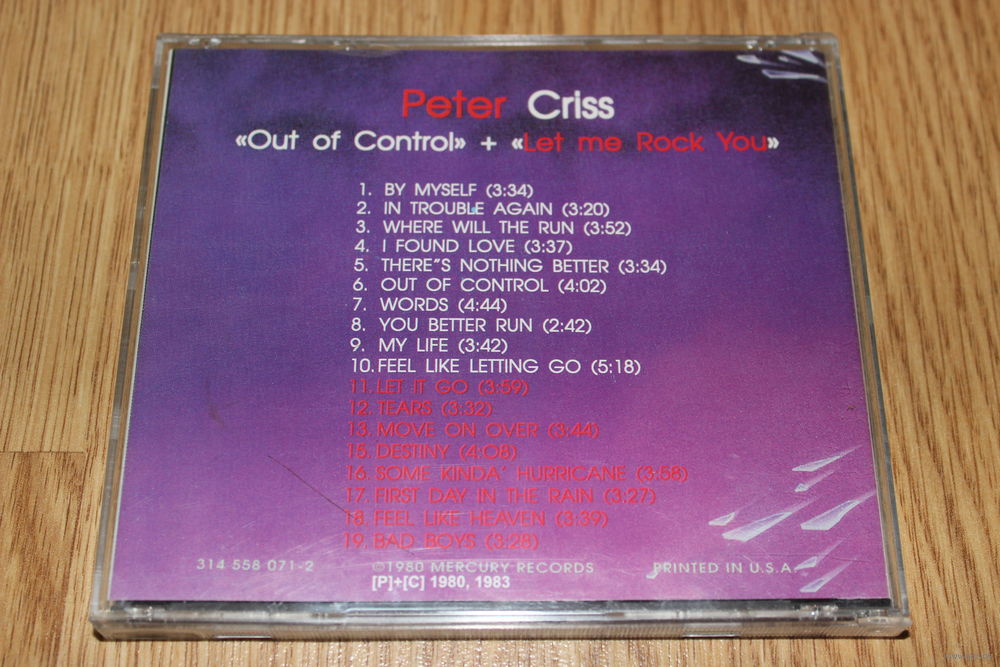 Peter Criss
«Out of Control» + «Let me Rock You»
1. BY MYSELF (3:34)
2. IN TROUBLE AGAIN (3:20)
3. WHERE WILL THE RUN (3:52)
4. I FOUND LOVE (3:37)
5. THERE"S NOTHING BETTER (3:34)
6. OUT OF CONTROL (4:02)
7. WORDS (4:44)
8. YOU BETTER RUN (2:42)
9. MY LIFE (3:42)
10. FEEL LIKE LETTING GO (5:18)
11. LET IT GO (3:59)
12. TEARS (3:32)
13. MOVE ON OVER (3:44)
15. DESTINY (4:08)
16. SOME KINDA' HURRICANE (3:58)
17. FIRST DAY IN THE RAIN (3:27)
18. FEEL LIKE HEAVEN (3:39)
19. BAD BOYS (3:28)
314 558 071-2 ©1980 MERCURY RECORDS PRINTED IN U.S.A.
[P]+[C] 1980, 1983